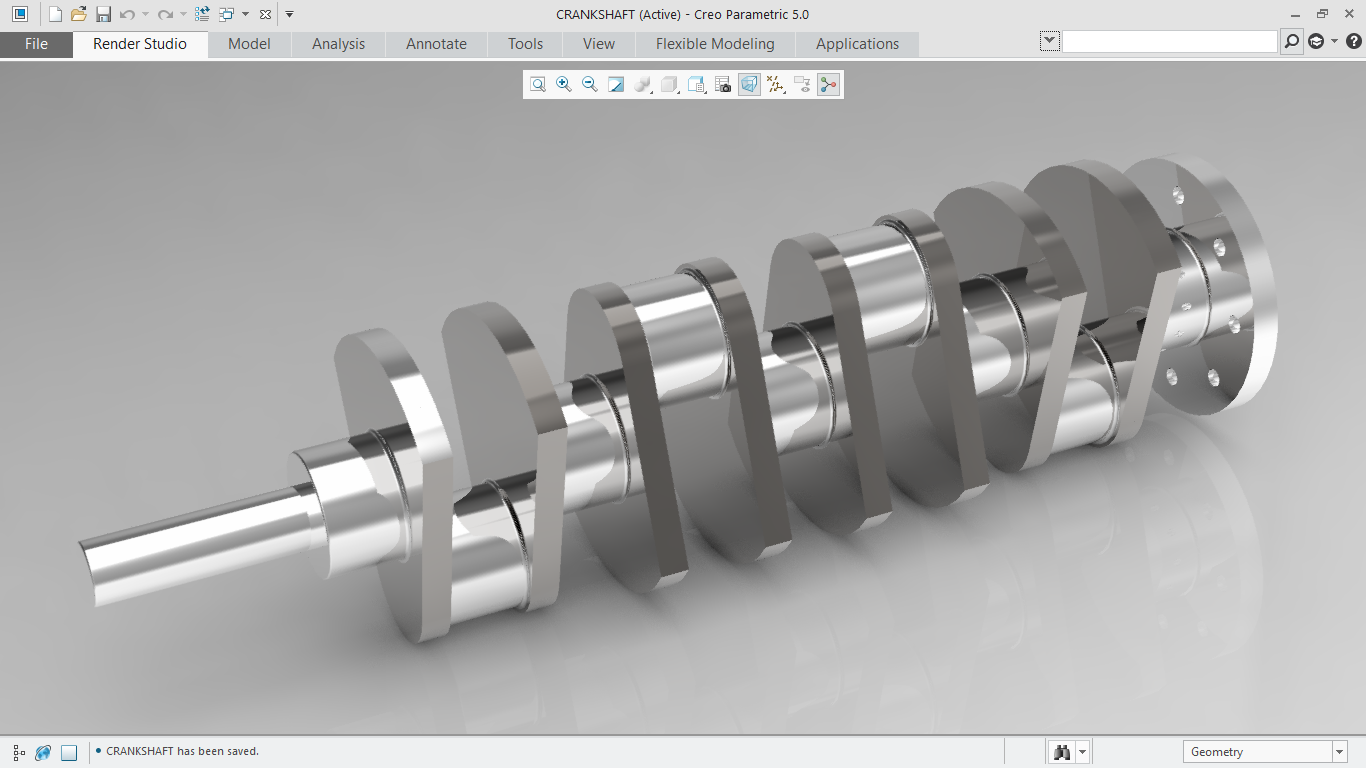 CRANKSHAFT (Active) - Creo Parametric 5.0
File Render Studio Model Analysis Annotate Tools View Flexible Modeling Applications
CRANKSHAFT has been saved.
Geometry